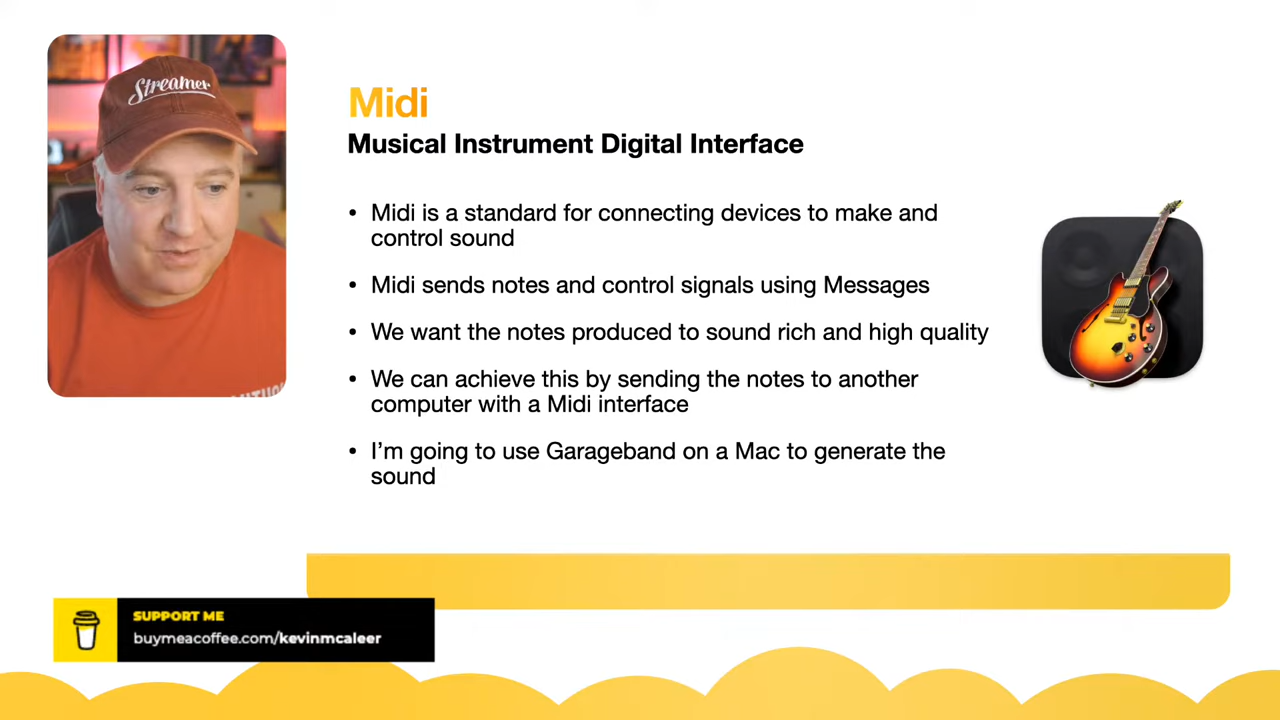 Streamer
Midi
Musical Instrument Digital Interface
• Midi is a standard for connecting devices to make and
control sound
• Midi sends notes and control signals using Messages
• We want the notes produced to sound rich and high quality
• We can achieve this by sending the notes to another
computer with a Midi interface
• I’m going to use Garageband on a Mac to generate the
sound
SUPPORT ME
buymeacoffee.com/kevinmcaleer